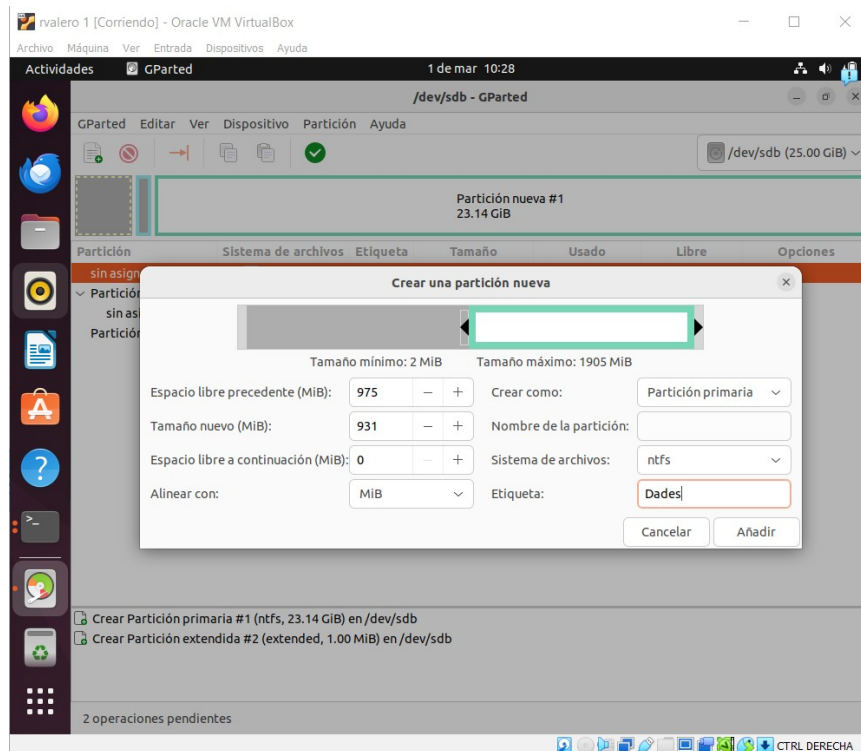 rvalero 1 [Corriendo] - Oracle VM VirtualBox
Archivo Máquina Ver Entrada Dispositivos Ayuda
Actividades GParted 1 de mar 10:28
/dev/sdb - GParted
GParted Editar Ver Dispositivo Partición Ayuda
/dev/sdb (25.00 GiB)
Partición nueva #1
23.14 GiB
Partición Sistema de archivos Etiqueta Tamaño Usado Libre Opciones
sin asign
Partición
sin as
Partición
Crear una partición nueva
Tamaño mínimo: 2 MiB Tamaño máximo: 1905 MiB
Espacio libre precedente (MiB): 975 − + Crear como: Partición primaria
Tamaño nuevo (MiB): 931 − + Nombre de la partición:
Espacio libre a continuación (MiB): 0 − + Sistema de archivos: ntfs
Alinear con: MiB Etiqueta: Dades
Cancelar Añadir
Crear Partición primaria #1 (ntfs, 23.14 GiB) en /dev/sdb
Crear Partición extendida #2 (extended, 1.00 MiB) en /dev/sdb
2 operaciones pendientes
CTRL DERECHA